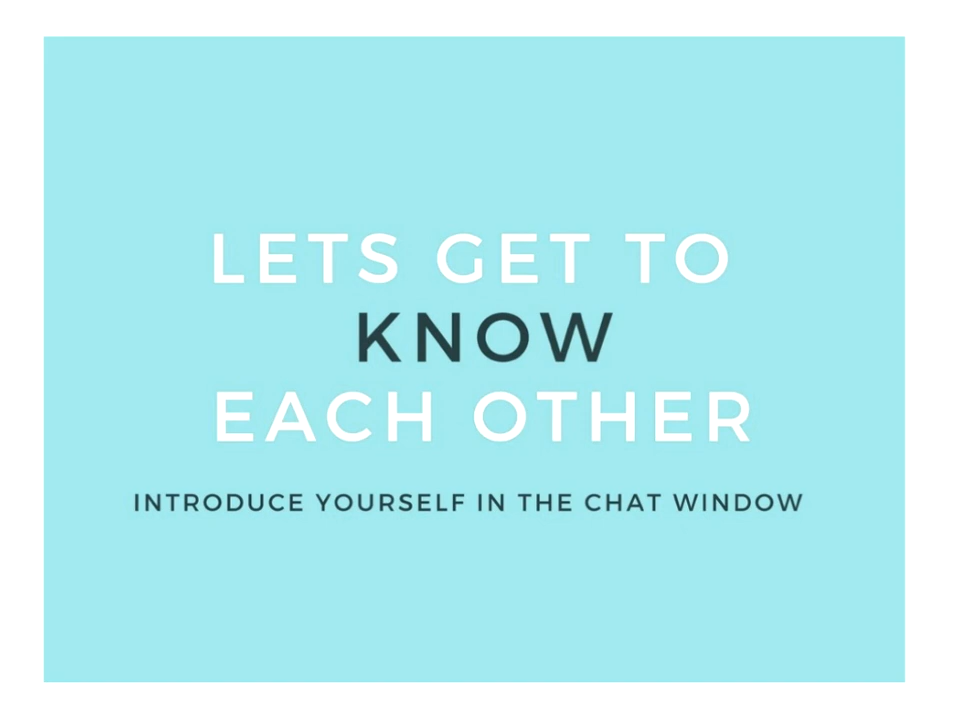 LETS GET TO
KNOW
EACH OTHER
INTRODUCE YOURSELF IN THE CHAT WINDOW